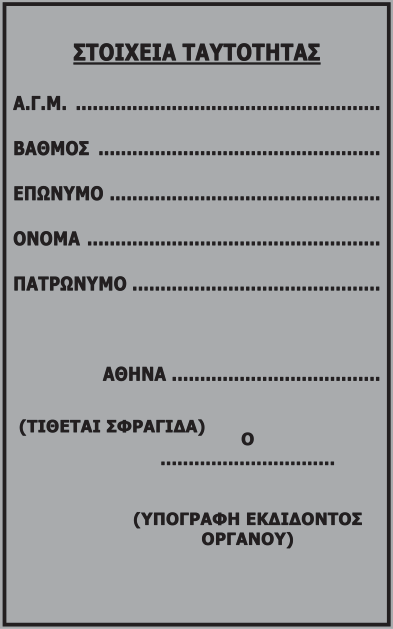 ΣΤΟΙΧΕΙΑ ΤΑΥΤΟΤΗΤΑΣ
Α.Γ.Μ. ......................................................
ΒΑΘΜΟΣ ..................................................
ΕΠΩΝΥΜΟ ................................................
ΟΝΟΜΑ ....................................................
ΠΑΤΡΩΝΥΜΟ ............................................
ΑΘΗΝΑ .....................................
(ΤΙΘΕΤΑΙ ΣΦΡΑΓΙΔΑ)
Ο
...............................
(ΥΠΟΓΡΑΦΗ ΕΚΔΙΔΟΝΤΟΣ
ΟΡΓΑΝΟΥ)